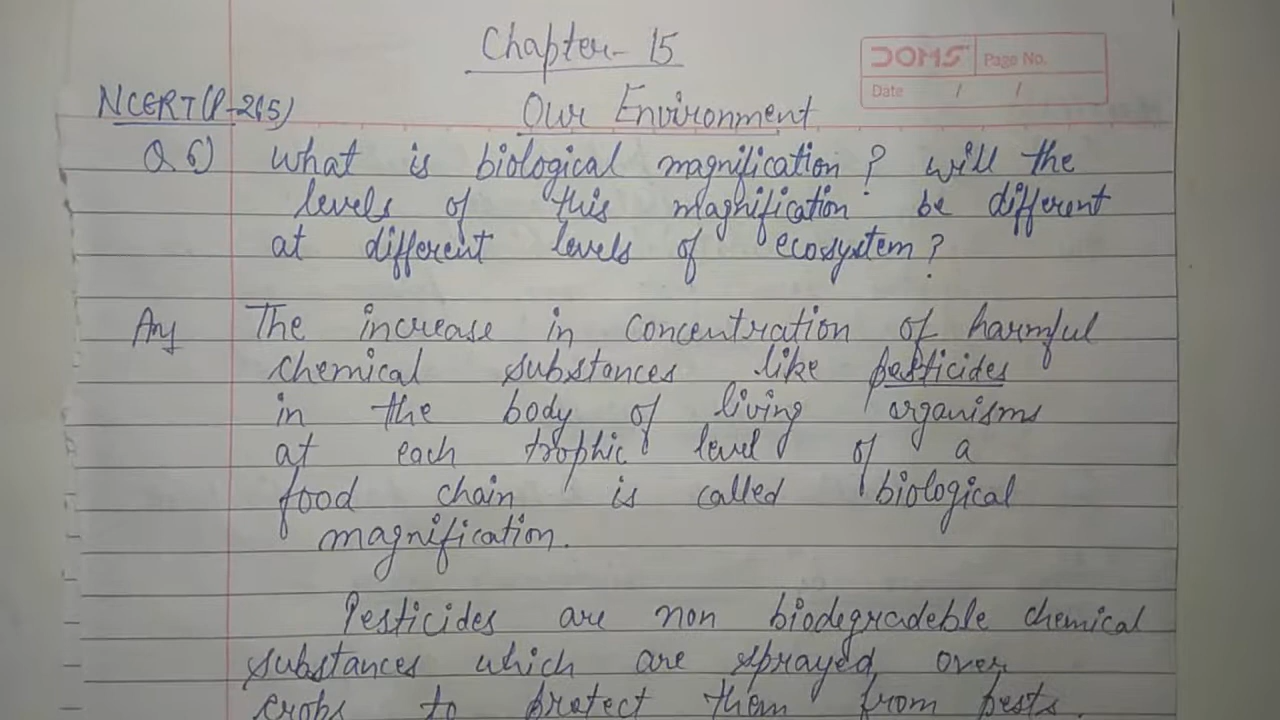 Chapter- 15
DOMS Page No.
Date / /
NCERT(P-265)
Our Environment
Q 6) What is biological magnification? Will the
levels of this magnification be different
at different levels of ecosystem?
Ans The increase in concentration of harmful
chemical substances like pesticides
in the body of living organisms
at each trophic level of a
food chain is called biological
magnification.
Pesticides are non biodegradeble chemical
substances which are sprayed over
crops to protect them from pests.